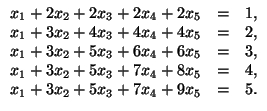 x₁ + 2x₂ + 2x₃ + 2x₄ + 2x₅ = 1,
x₁ + 3x₂ + 4x₃ + 4x₄ + 4x₅ = 2,
x₁ + 3x₂ + 5x₃ + 6x₄ + 6x₅ = 3,
x₁ + 3x₂ + 5x₃ + 7x₄ + 8x₅ = 4,
x₁ + 3x₂ + 5x₃ + 7x₄ + 9x₅ = 5.